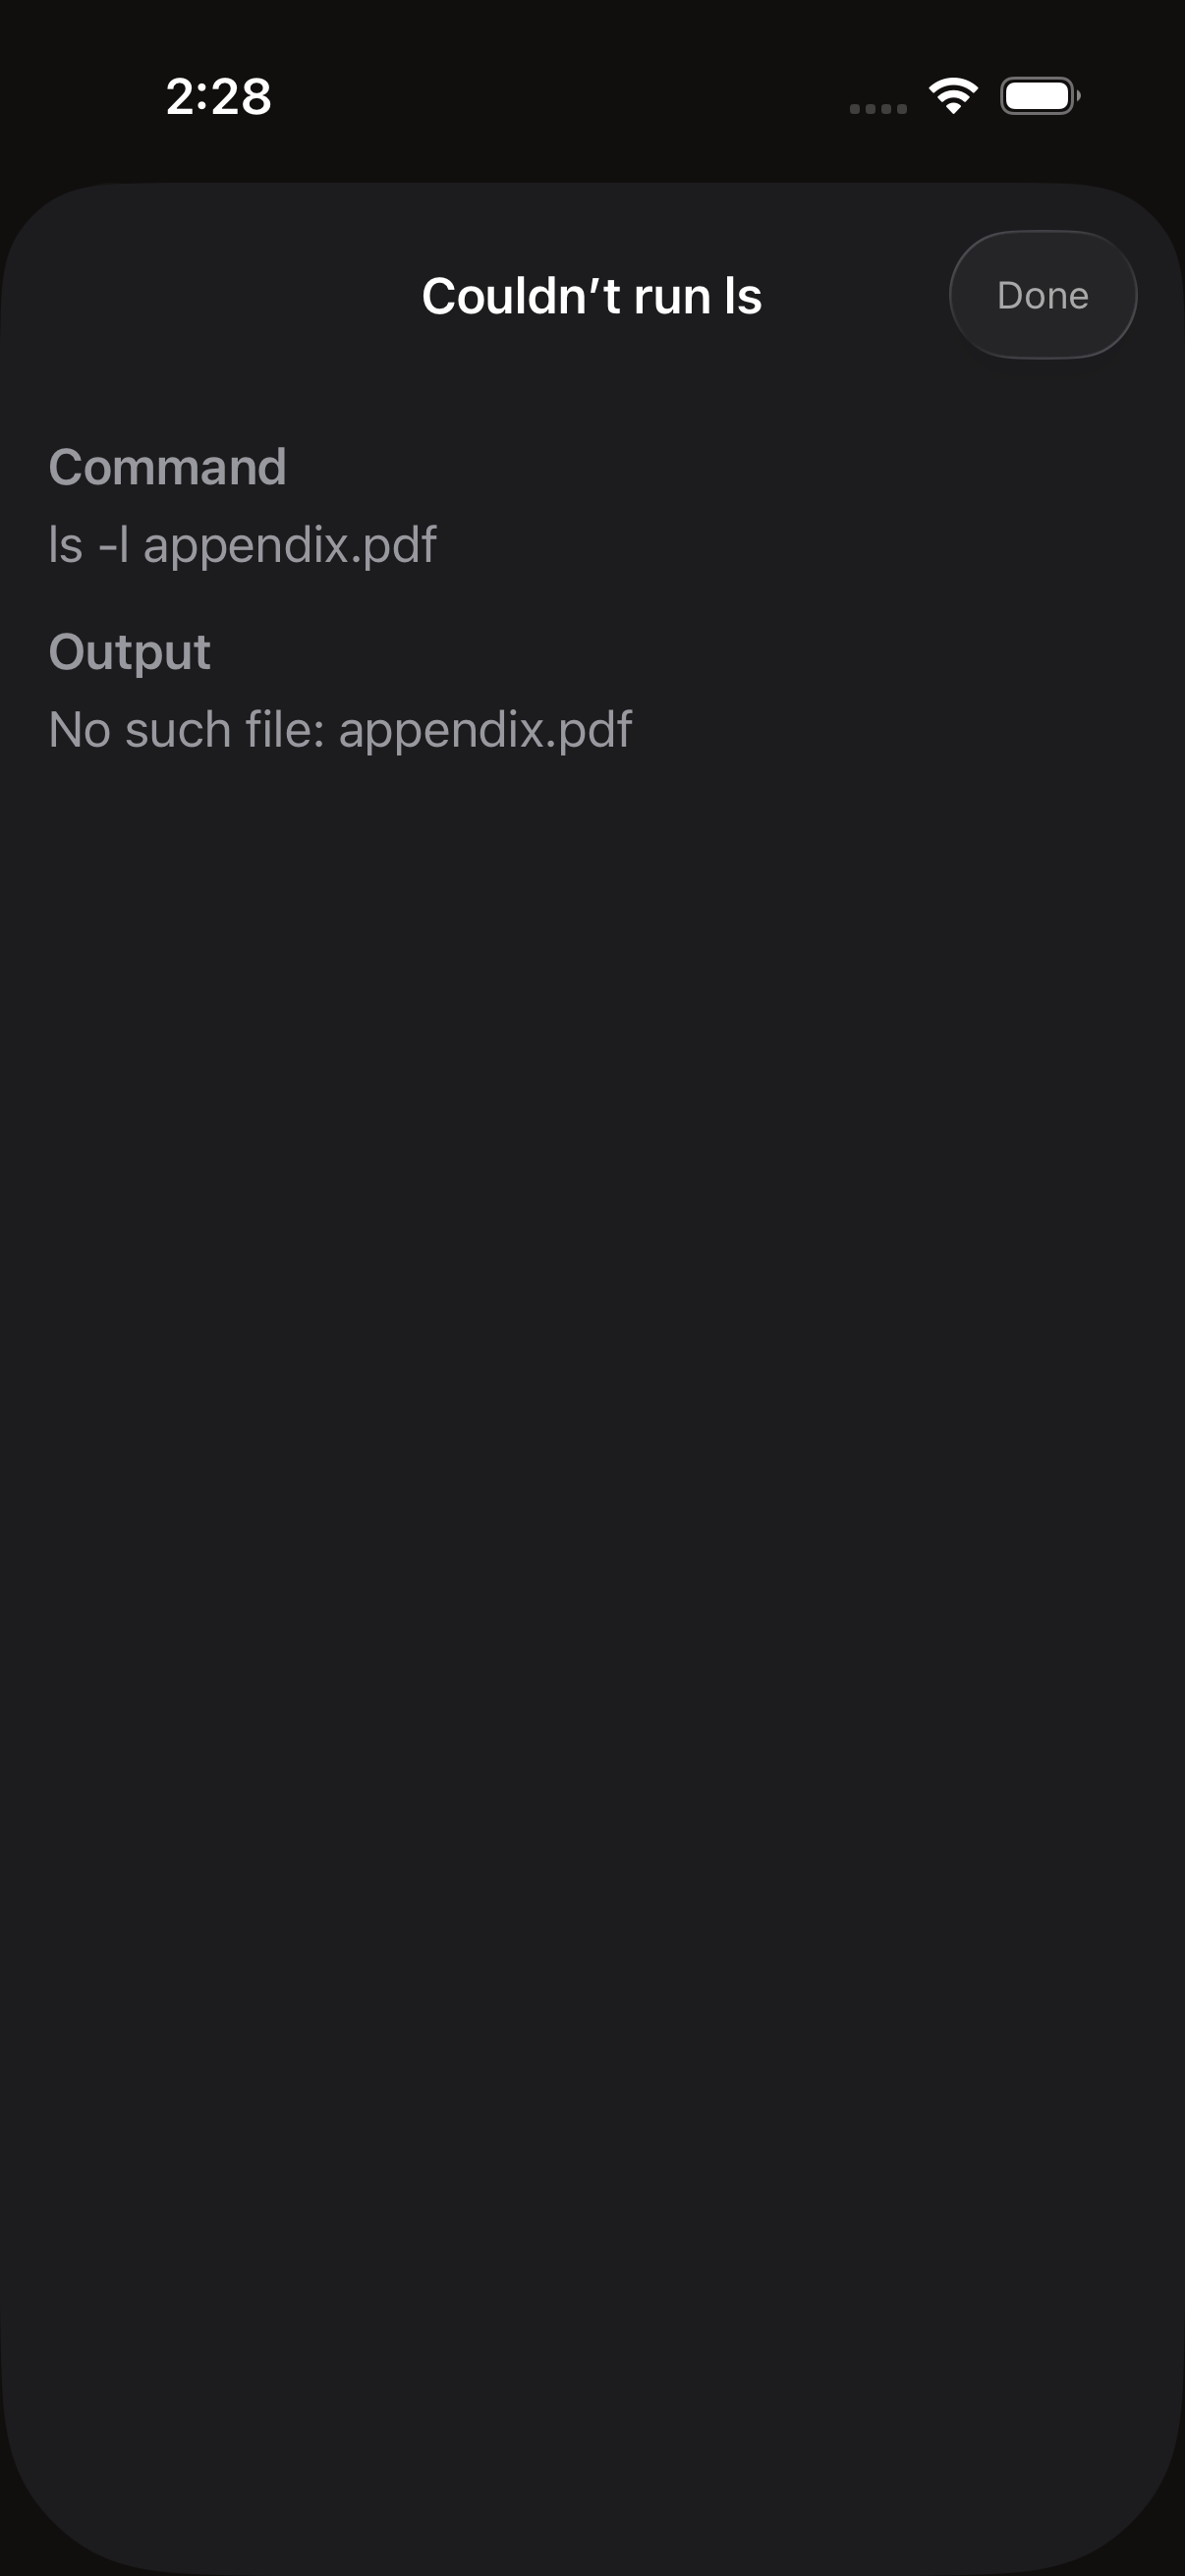 2:28
Couldn’t run ls
Done
Command
ls -l appendix.pdf
Output
No such file: appendix.pdf